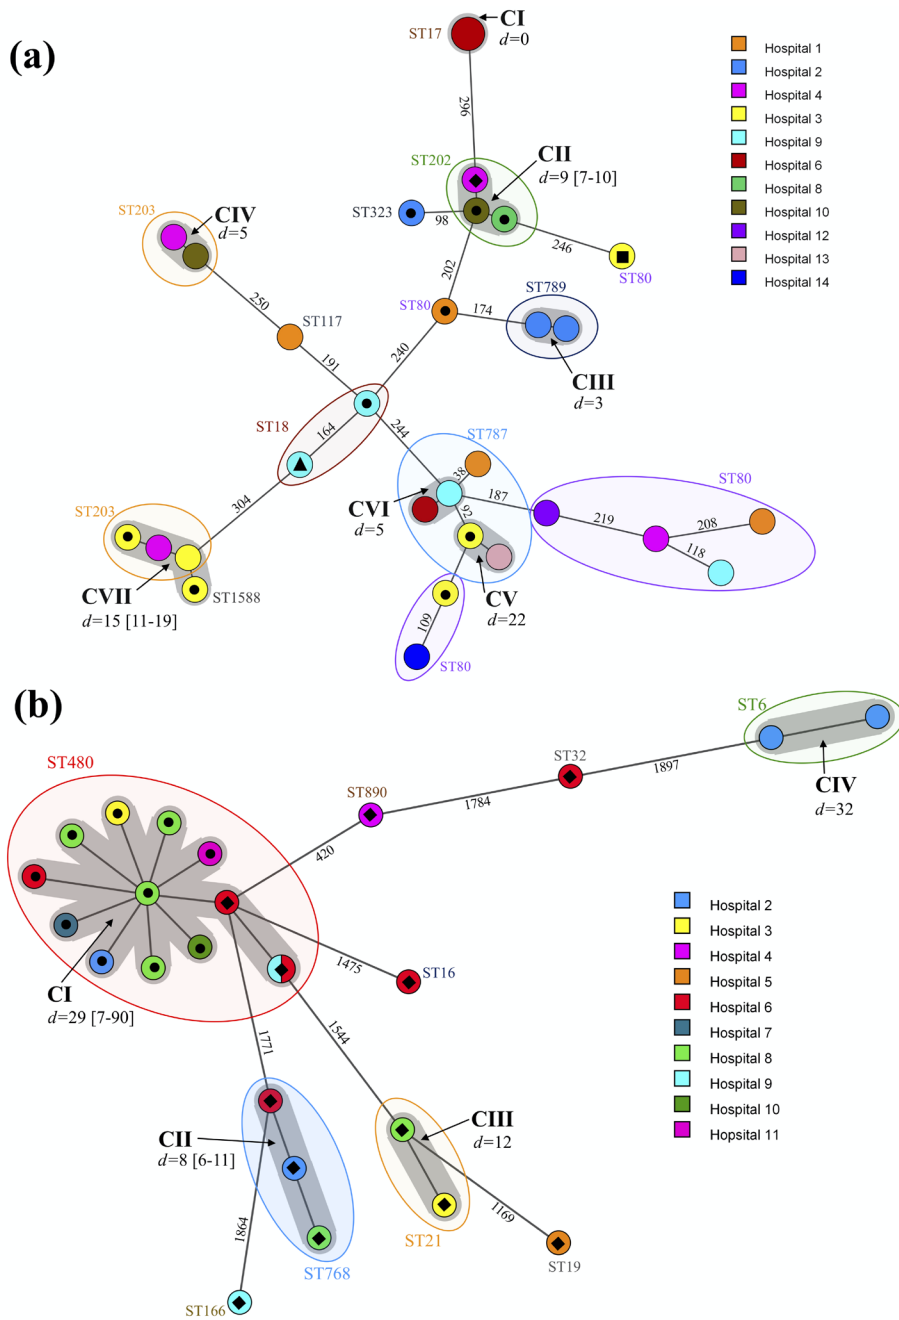 (a)
ST17
CI
d=0
296
ST202
CII
d=9 [7-10]
ST323
98
246
ST80
ST203
CIV
d=5
202
250
ST117
ST80
174
ST789
CIII
d=3
191
240
ST18
164
244
304
ST787
38
CVI
d=5
92
187
ST80
219
208
118
ST203
CVII
d=15 [11-19]
ST1588
CV
d=22
109
ST80
Hospital 1
Hospital 2
Hospital 4
Hospital 3
Hospital 9
Hospital 6
Hospital 8
Hospital 10
Hospital 12
Hospital 13
Hospital 14
(b)
ST480
ST890
ST32
ST6
1897
1784
CIV
d=32
420
CI
d=29 [7-90]
1475
ST16
1771
1544
CII
d=8 [6-11]
CIII
d=12
1864
1169
ST21
ST19
ST768
ST166
Hospital 2
Hospital 3
Hospital 4
Hospital 5
Hospital 6
Hospital 7
Hospital 8
Hospital 9
Hospital 10
Hopsital 11